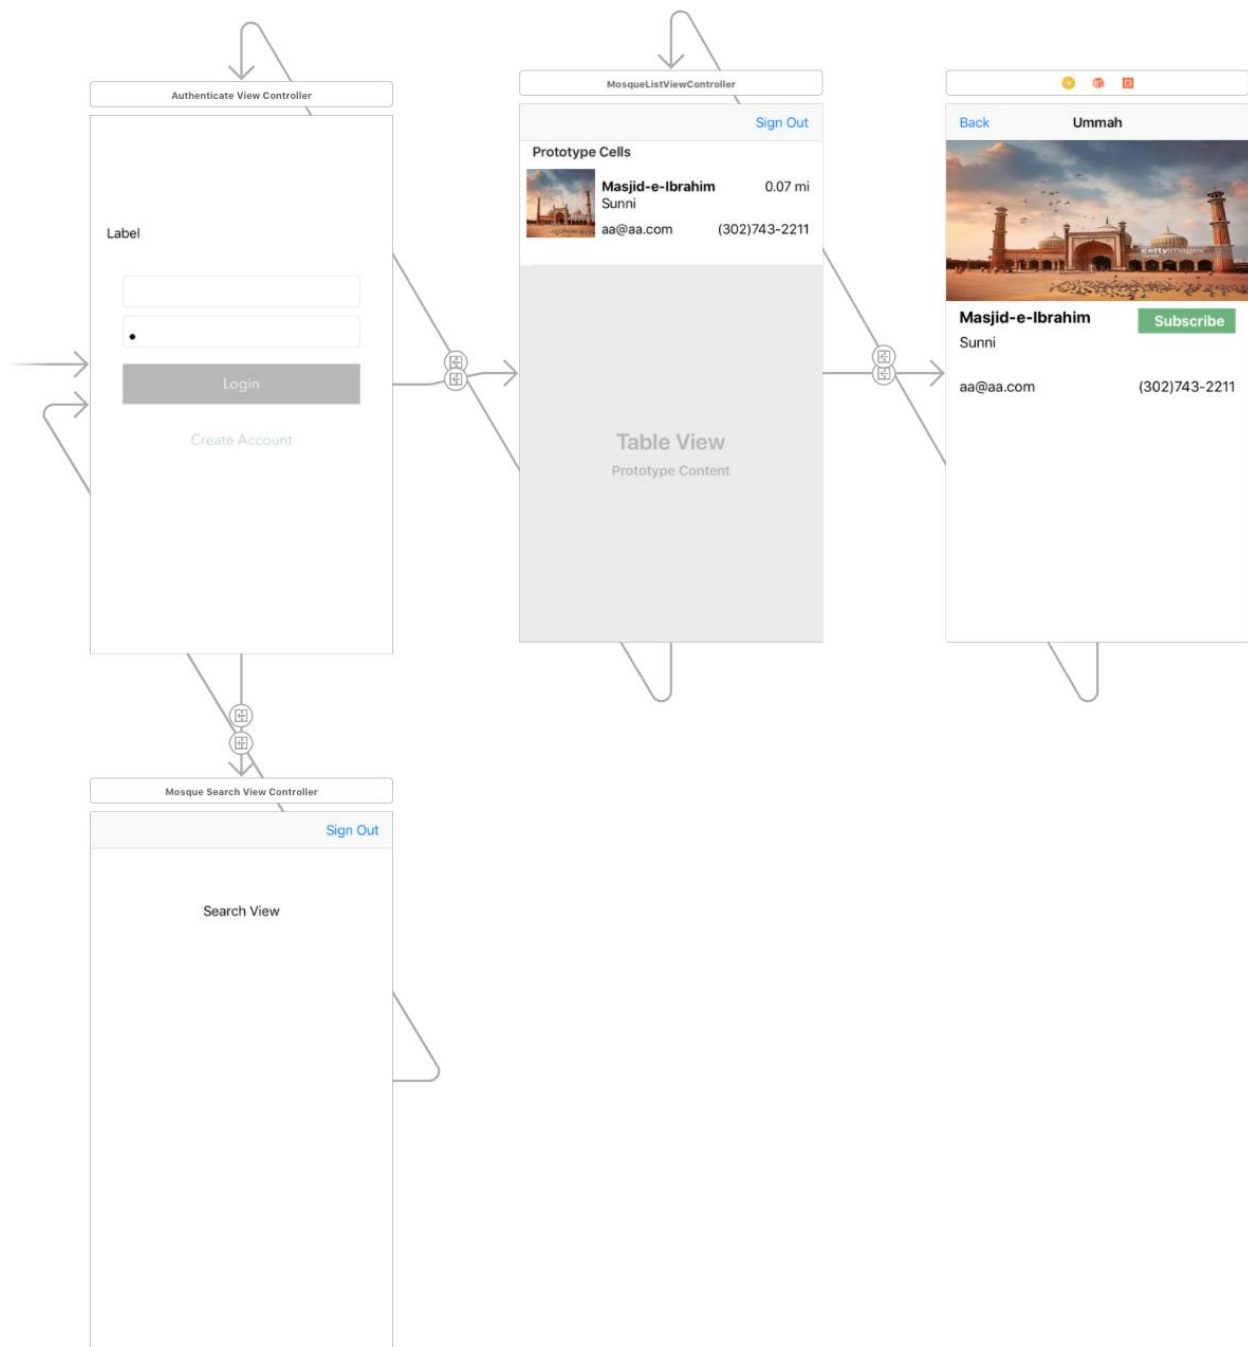 Authenticate View Controller
Label
Login
Create Account
MosqueListViewController
Sign Out
Prototype Cells
Masjid-e-Ibrahim 0.07 mi
Sunni
aa@aa.com (302)743-2211
Table View
Prototype Content
Back Ummah
gettyimages
Masjid-e-Ibrahim Subscribe
Sunni
aa@aa.com (302)743-2211
Mosque Search View Controller
Sign Out
Search View